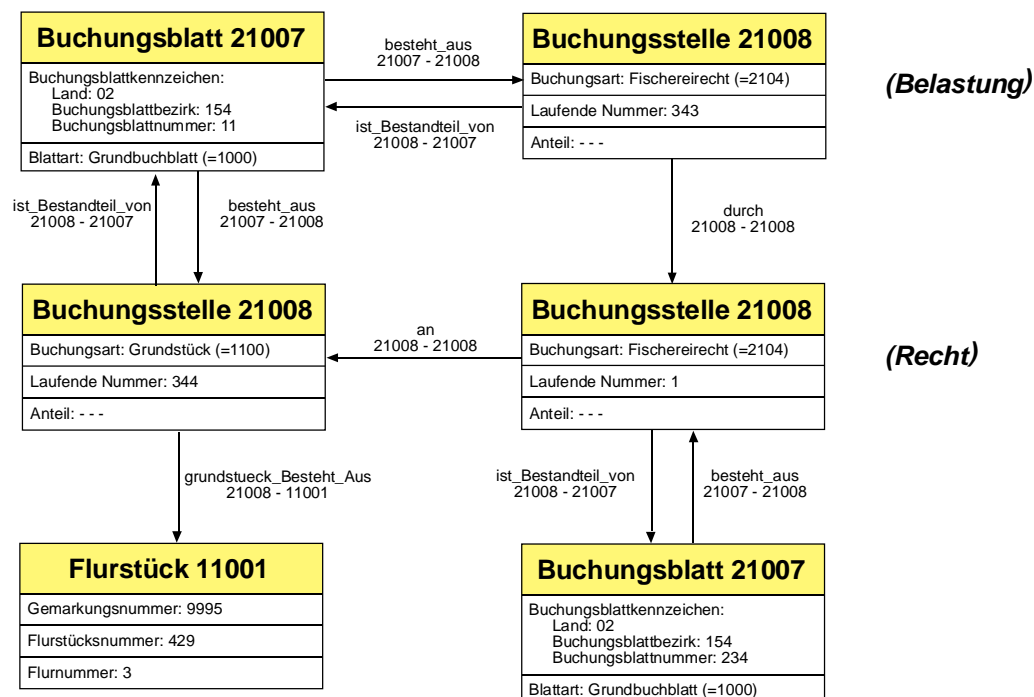 Buchungsblatt 21007
Buchungsblattkennzeichen:
Land: 02
Buchungsblattbezirk: 154
Buchungsblattnummer: 11
Blattart: Grundbuchblatt (=1000)
besteht_aus
21007 - 21008
ist_Bestandteil_von
21008 - 21007
Buchungsstelle 21008
Buchungsart: Fischereirecht (=2104)
Laufende Nummer: 343
Anteil: - - -
(Belastung)
ist_Bestandteil_von
21008 - 21007
besteht_aus
21007 - 21008
durch
21008 - 21008
Buchungsstelle 21008
Buchungsart: Grundstück (=1100)
Laufende Nummer: 344
Anteil: - - -
an
21008 - 21008
Buchungsstelle 21008
Buchungsart: Fischereirecht (=2104)
Laufende Nummer: 1
Anteil: - - -
(Recht)
grundstueck_Besteht_Aus
21008 - 11001
ist_Bestandteil_von
21008 - 21007
besteht_aus
21007 - 21008
Flurstück 11001
Gemarkungsnummer: 9995
Flurstücksnummer: 429
Flurnummer: 3
Buchungsblatt 21007
Buchungsblattkennzeichen:
Land: 02
Buchungsblattbezirk: 154
Buchungsblattnummer: 234
Blattart: Grundbuchblatt (=1000)